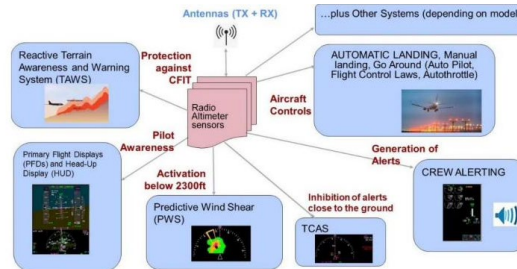 Antennas (TX + RX)
…plus Other Systems (depending on model)
Reactive Terrain
Awareness and Warning
System (TAWS)
Protection
against
CFIT
AUTOMATIC LANDING, Manual
landing, Go Around (Auto Pilot,
Flight Control Laws, Autothrottle)
Radio
Altimeter
sensors
Aircraft
Controls
Pilot
Awareness
Generation of
Alerts
Primary Flight Displays
(PFDs) and Head-Up
Display (HUD)
Activation
below 2300ft
Inhibition of alerts
close to the ground
CREW ALERTING
Predictive Wind Shear
(PWS)
TCAS